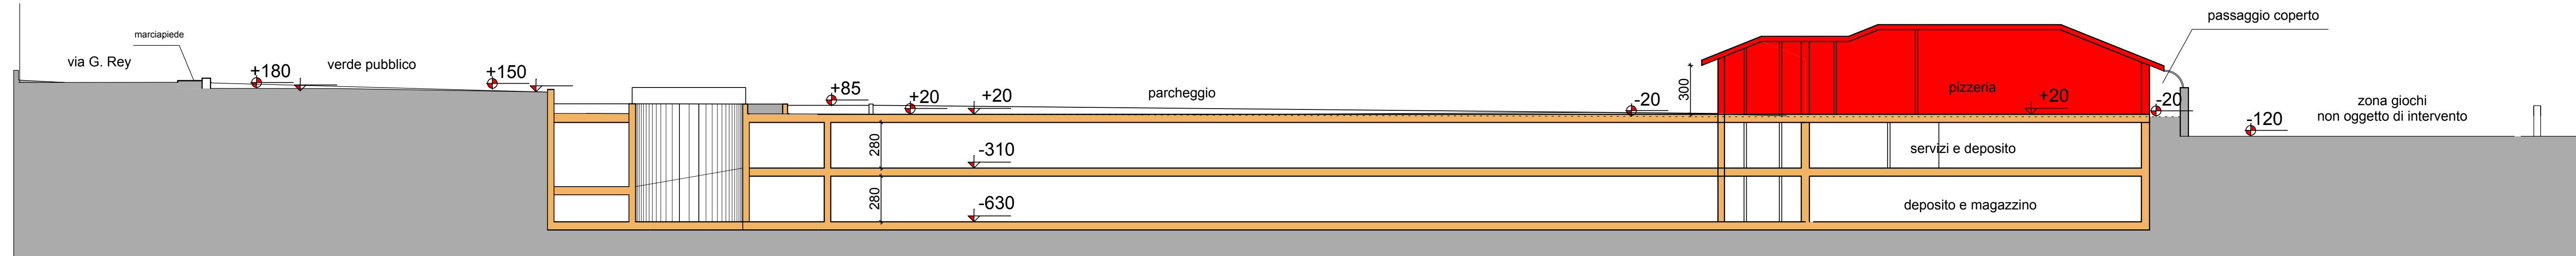 marciapiede
via G. Rey
+180
verde pubblico
+150
+85
+20
+20
parcheggio
-20
300
pizzeria
+20
-20
passaggio coperto
-120
zona giochi
non oggetto di intervento
280
-310
servizi e deposito
280
-630
deposito e magazzino